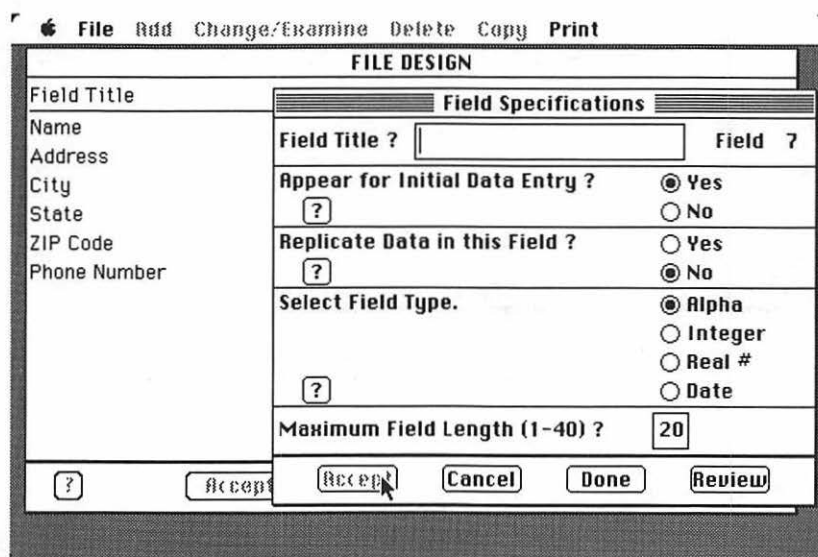 File Add Change/Examine Delete Copy Print
FILE DESIGN
Field Title
Name
Address
City
State
ZIP Code
Phone Number
? Accept
Field Specifications
Field Title ? Field 7
Appear for Initial Data Entry ? Yes
? No
Replicate Data in this Field ? Yes
? No
Select Field Type. Alpha
Integer
Real #
? Date
Maximum Field Length (1-40) ? 20
Accept Cancel Done Review